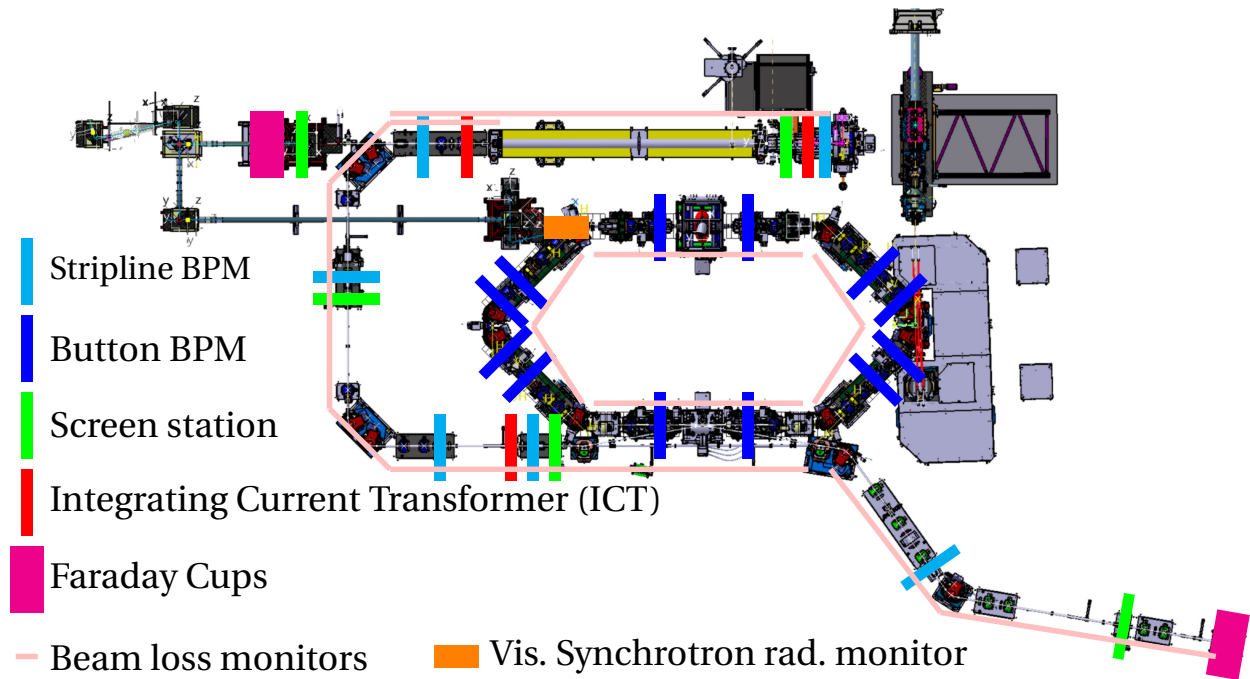 Stripline BPM
Button BPM
Screen station
Integrating Current Transformer (ICT)
Faraday Cups
Beam loss monitors
Vis. Synchrotron rad. monitor